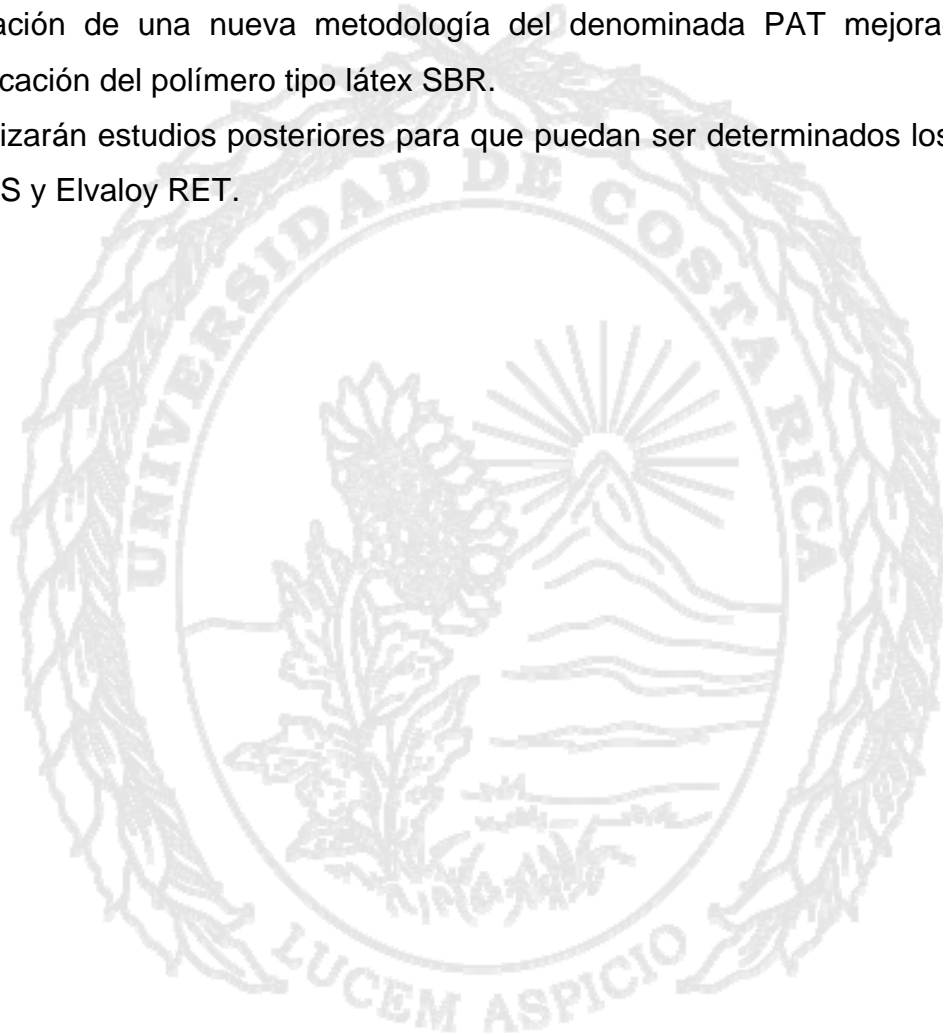 ación de una nueva metodología del denominada PAT mejora
cación del polímero tipo látex SBR.
izarán estudios posteriores para que puedan ser determinados los
S y Elvaloy RET.
UNIVERSIDAD DE COSTA RICA
LUCEM ASPICIO